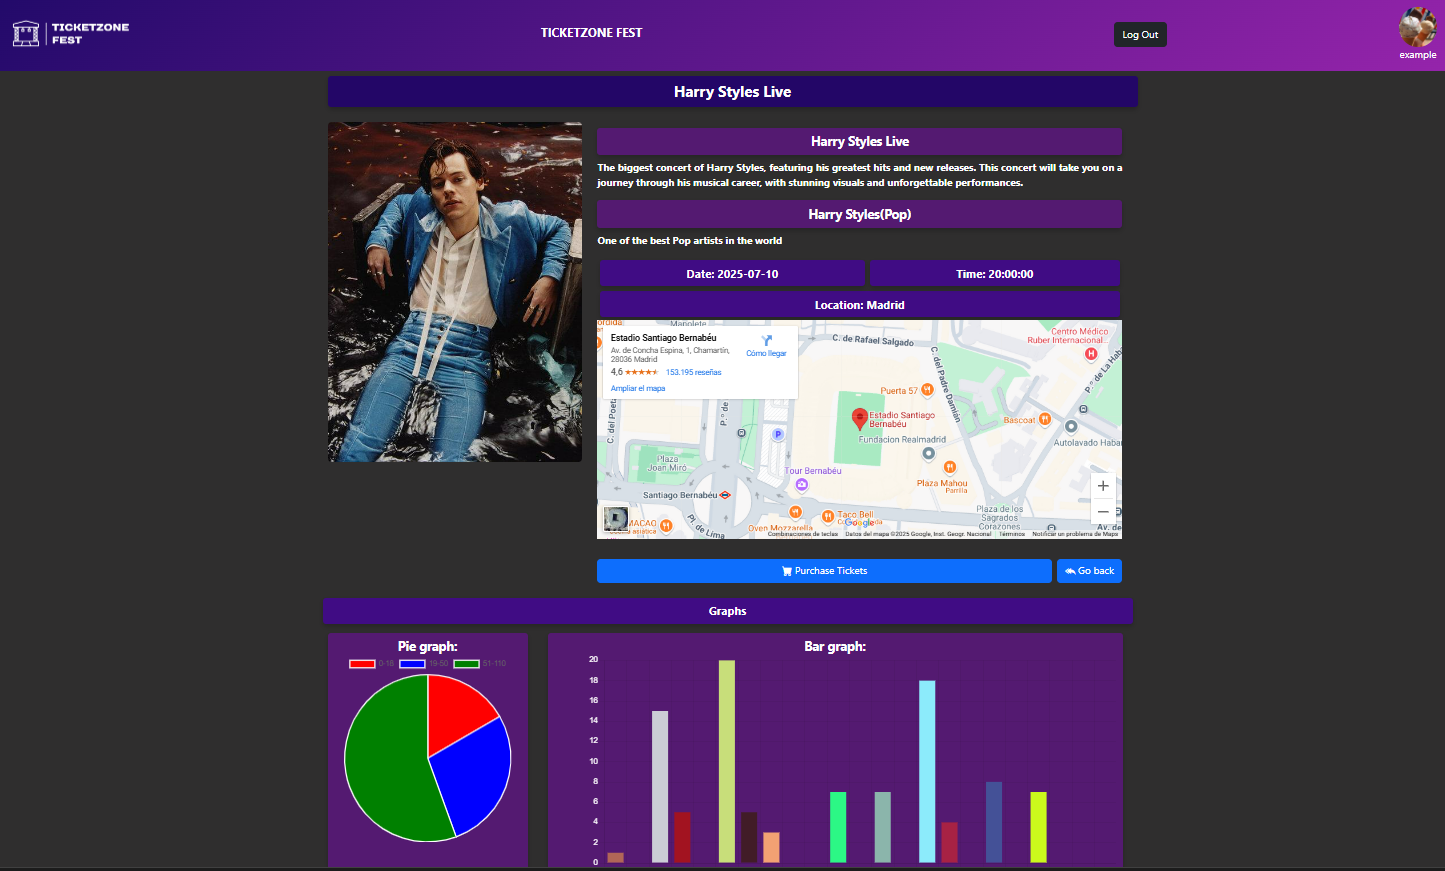 TICKETZONE
FEST
TICKETZONE FEST
Log Out
example
Harry Styles Live
Harry Styles Live
The biggest concert of Harry Styles, featuring his greatest hits and new releases. This concert will take you on a
journey through his musical career, with stunning visuals and unforgettable performances.
Harry Styles(Pop)
One of the best Pop artists in the world
Date: 2025-07-10
Time: 20:00:00
Location: Madrid
Estadio Santiago Bernabéu
Av. de Concha Espina, 1, Chamartín,
28036 Madrid
4,6
153.195 reseñas
Ampliar el mapa
Cómo llegar
C. de Rafael Salgado
C. del Padre Damián
Centro Médico
Ruber Internacional...
Puerta 57
Estadio Santiago
Bernabéu
Fundacion Realmadrid
Bascoat
Autolavado Habana
Plaza
Joan Miró
Tour Bernabéu
Plaza Mahou
Parrilla
Santiago Bernabéu
Plaza de los
Sagrados
Corazones
Pl. de Lima
MACAO
asiática
Oven Mozzarella
Taco Bell
Google
Av. de
P.º de
P.º de la Hab
C. del Poeta
P
H
+
−
Combinaciones de teclas
Datos del mapa ©2025 Google, Inst. Geogr. Nacional
Términos
Notificar un problema de Maps
Purchase Tickets
Go back
Graphs
Pie graph:
0-18
19-50
51-110
Bar graph:
20
18
16
14
12
10
8
6
4
2
0